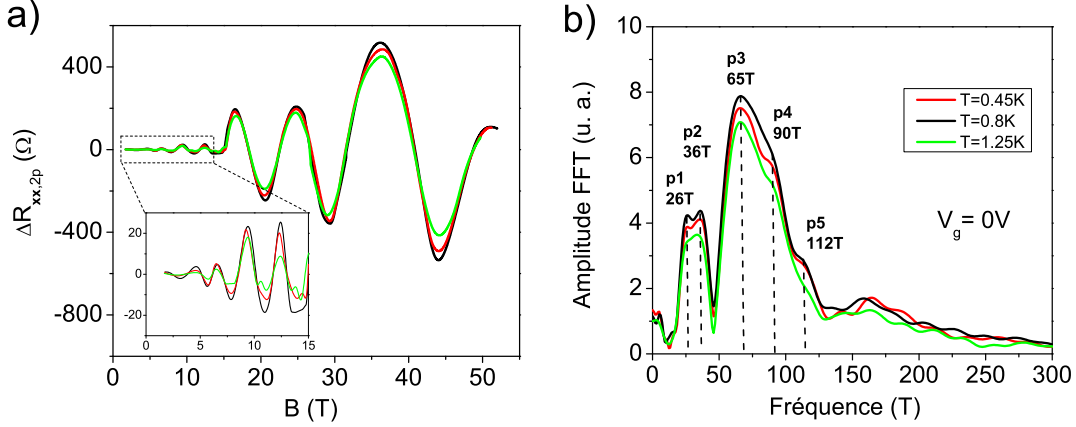 a)
400
0
-400
-800
ΔR_xx,2p (Ω)
20
0
-20
0
5
10
15
0
10
20
30
40
50
B (T)
b)
10
8
6
4
2
0
Amplitude FFT (u. a.)
p1
26T
p2
36T
p3
65T
p4
90T
p5
112T
T=0.45K
T=0.8K
T=1.25K
V_g= 0V
0
50
100
150
200
250
300
Fréquence (T)